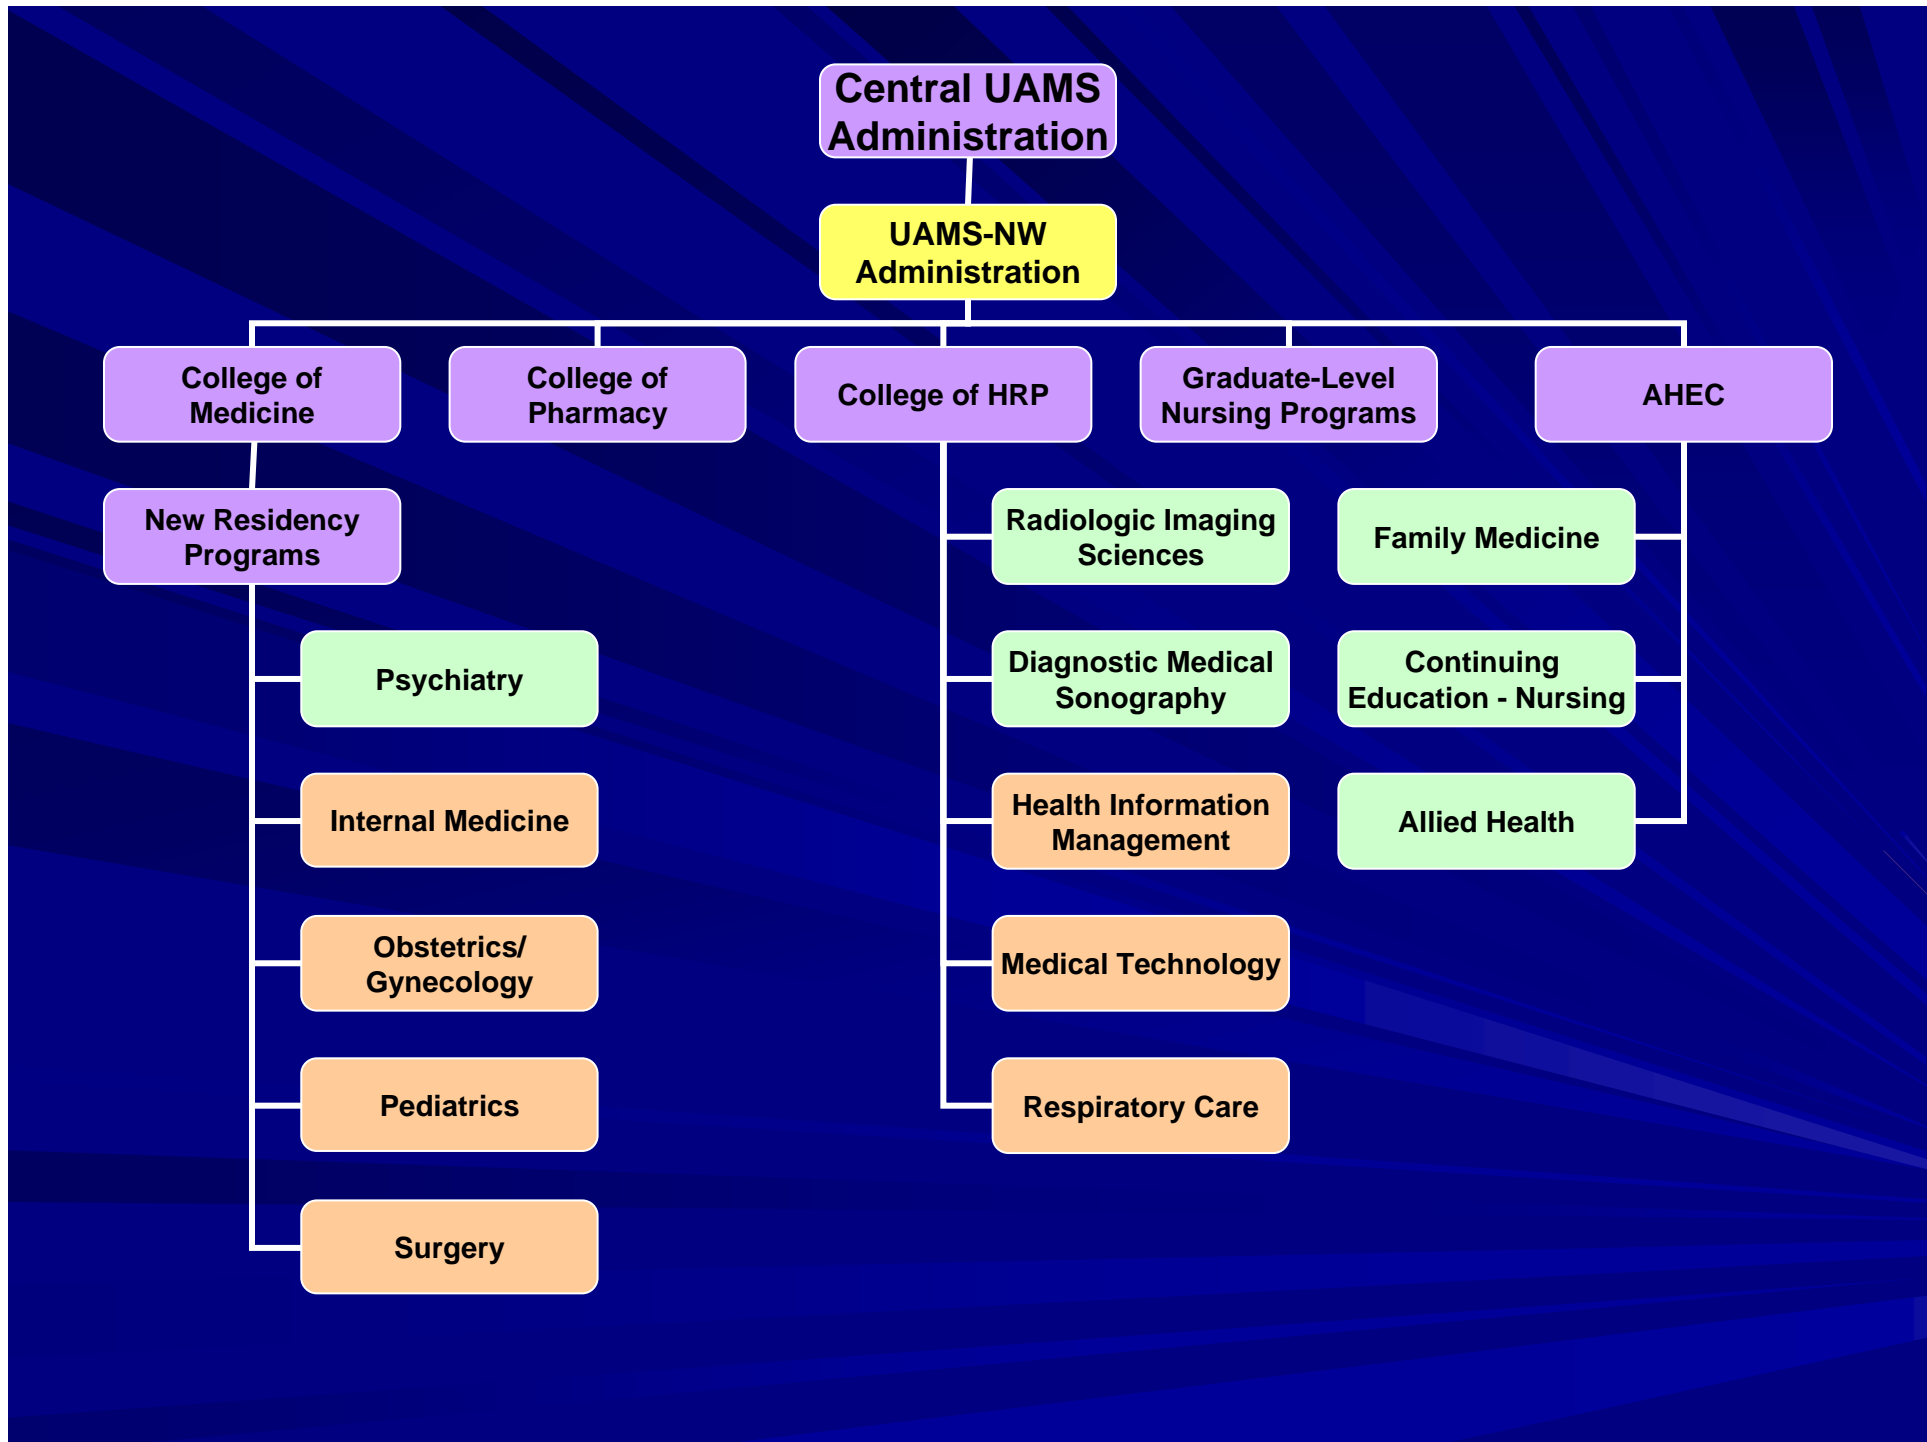 Central UAMS
Administration
UAMS-NW
Administration
College of
Medicine
College of
Pharmacy
College of HRP
Graduate-Level
Nursing Programs
AHEC
New Residency
Programs
Psychiatry
Internal Medicine
Obstetrics/
Gynecology
Pediatrics
Surgery
Radiologic Imaging
Sciences
Diagnostic Medical
Sonography
Health Information
Management
Medical Technology
Respiratory Care
Family Medicine
Continuing
Education - Nursing
Allied Health